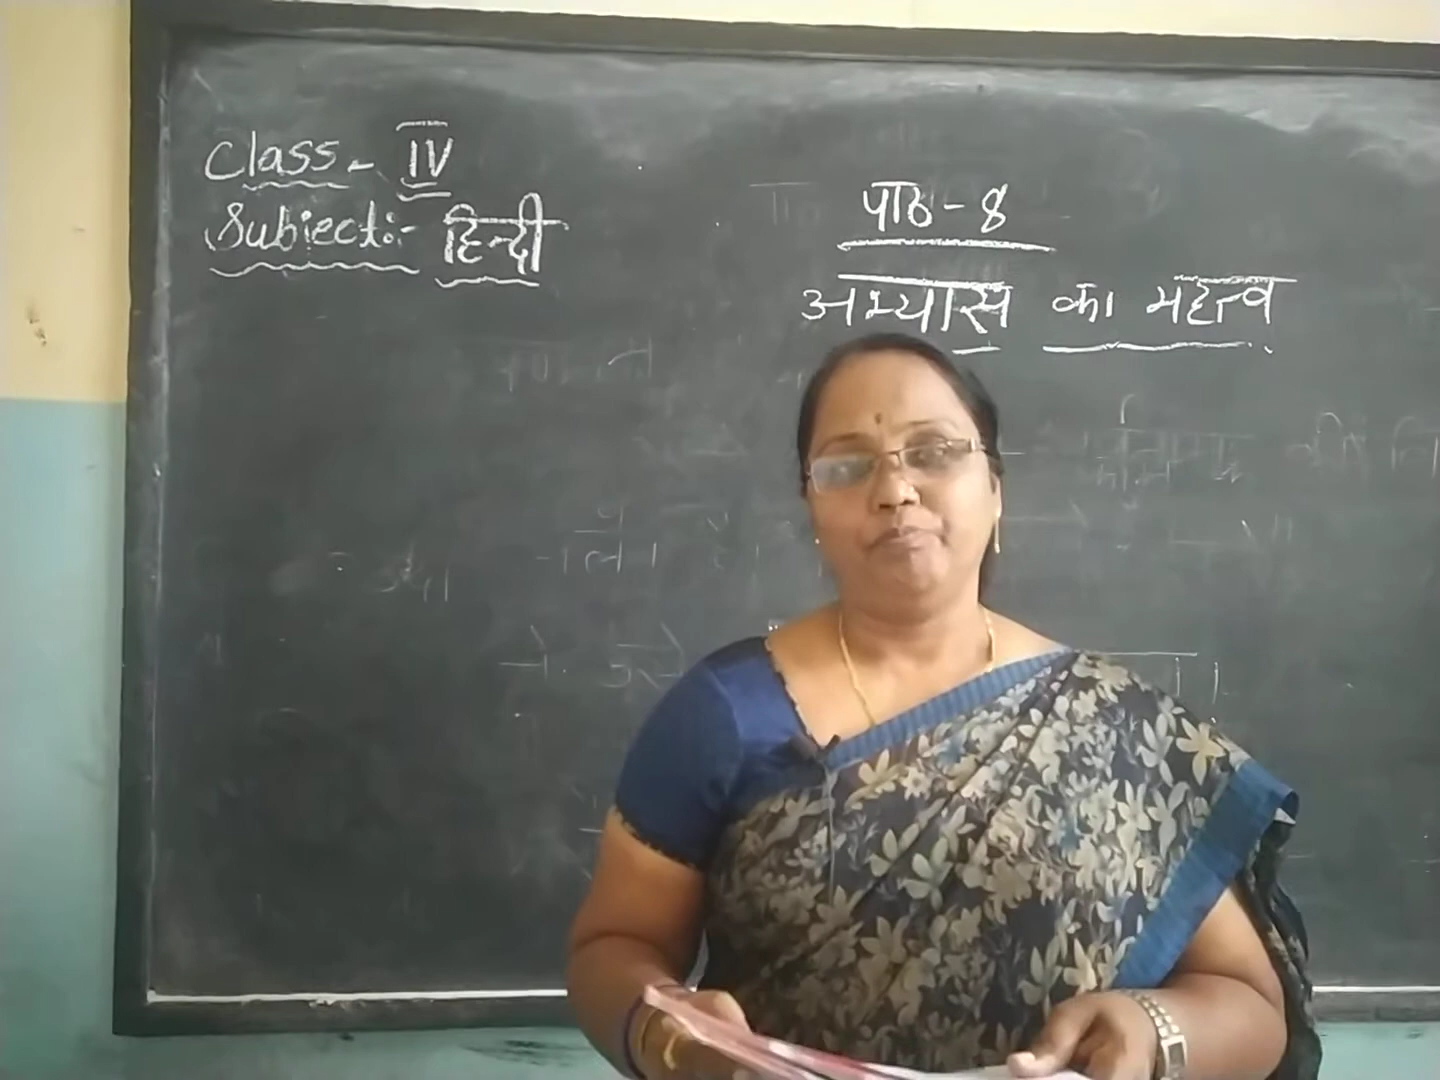 Class - IV
Subject:- हिन्दी
पाठ - 8
अभ्यास का महत्व